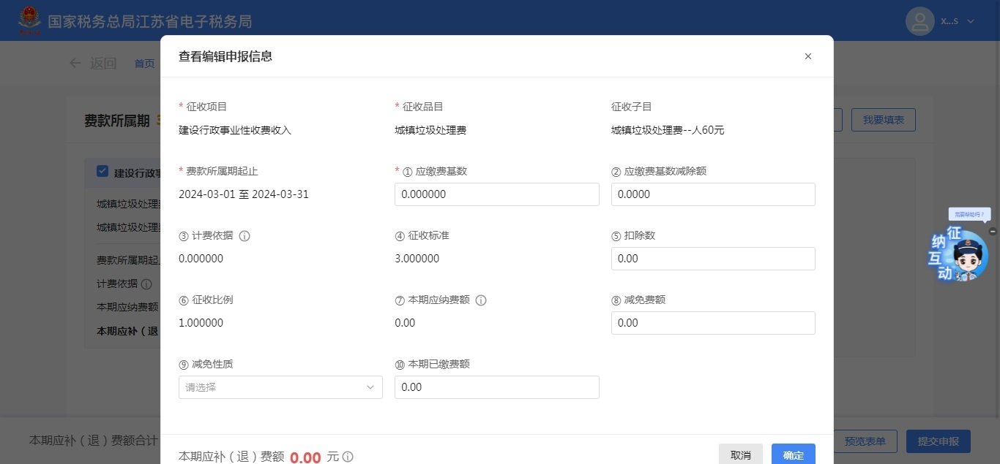 国家税务总局江苏省电子税务局
x...s
返回 首页
查看编辑申报信息
费款所属期
我要填表
* 征收项目
* 征收品目
征收子目
建设行政事业性收费收入
城镇垃圾处理费
城镇垃圾处理费--人60元
* 费款所属期起止
* ① 应缴费基数
② 应缴费基数减除额
2024-03-01 至 2024-03-31
0.000000
0.0000
③ 计费依据
④ 征收标准
⑤ 扣除数
0.000000
3.000000
0.00
⑥ 征收比例
⑦ 本期应纳费额
⑧ 减免费额
1.000000
0.00
0.00
⑨ 减免性质
⑩ 本期已缴费额
请选择
0.00
本期应补（退）费额 0.00 元
取消
确定
建设行政事
城镇垃圾处理
城镇垃圾处理
费款所属期起
计费依据
本期应纳费额
本期应补（退
本期应补（退）费额合计
预览表单
提交申报
需要帮助吗？
征纳互动